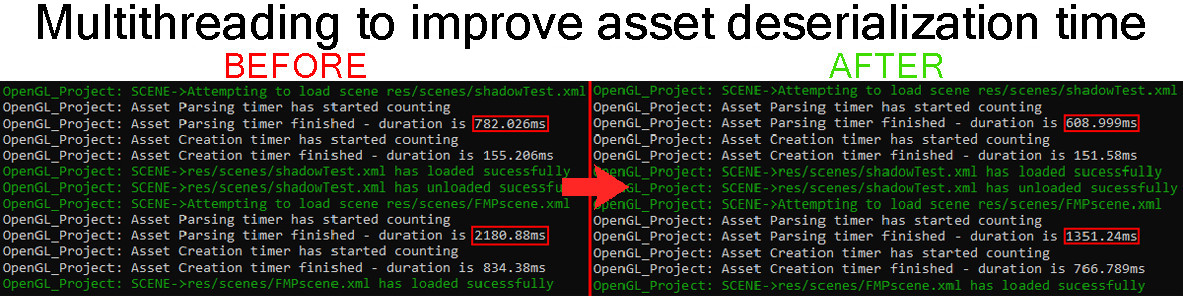 Multithreading to improve asset deserialization time
BEFORE
OpenGL_Project: SCENE->Attempting to load scene res/scenes/shadowTest.xml
OpenGL_Project: Asset Parsing timer has started counting
OpenGL_Project: Asset Parsing timer finished - duration is 782.026ms
OpenGL_Project: Asset Creation timer has started counting
OpenGL_Project: Asset Creation timer finished - duration is 155.206ms
OpenGL_Project: SCENE->res/scenes/shadowTest.xml has loaded sucessfully
OpenGL_Project: SCENE->res/scenes/shadowTest.xml has unloaded sucessfu
OpenGL_Project: SCENE->Attempting to load scene res/scenes/FMPscene.xml
OpenGL_Project: Asset Parsing timer has started counting
OpenGL_Project: Asset Parsing timer finished - duration is 2180.88ms
OpenGL_Project: Asset Creation timer has started counting
OpenGL_Project: Asset Creation timer finished - duration is 834.38ms
OpenGL_Project: SCENE->res/scenes/FMPscene.xml has loaded sucessfully
AFTER
OpenGL_Project: SCENE->Attempting to load scene res/scenes/shadowTest.xml
OpenGL_Project: Asset Parsing timer has started counting
OpenGL_Project: Asset Parsing timer finished - duration is 608.999ms
OpenGL_Project: Asset Creation timer has started counting
OpenGL_Project: Asset Creation timer finished - duration is 151.58ms
OpenGL_Project: SCENE->res/scenes/shadowTest.xml has loaded sucessfully
OpenGL_Project: SCENE->res/scenes/shadowTest.xml has unloaded sucessfully
OpenGL_Project: SCENE->Attempting to load scene res/scenes/FMPscene.xml
OpenGL_Project: Asset Parsing timer has started counting
OpenGL_Project: Asset Parsing timer finished - duration is 1351.24ms
OpenGL_Project: Asset Creation timer has started counting
OpenGL_Project: Asset Creation timer finished - duration is 766.789ms
OpenGL_Project: SCENE->res/scenes/FMPscene.xml has loaded sucessfully